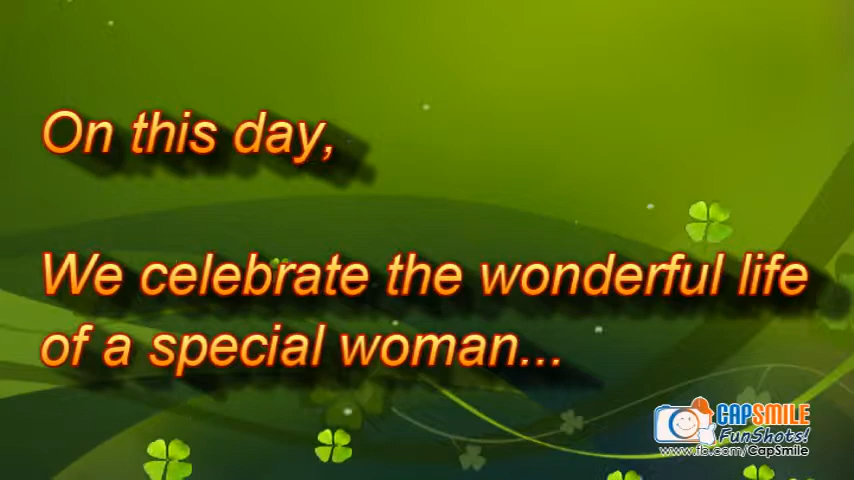 On this day,
We celebrate the wonderful life
of a special woman...
CAPSMILE
FunShots!
www.fb.com/CapSmile